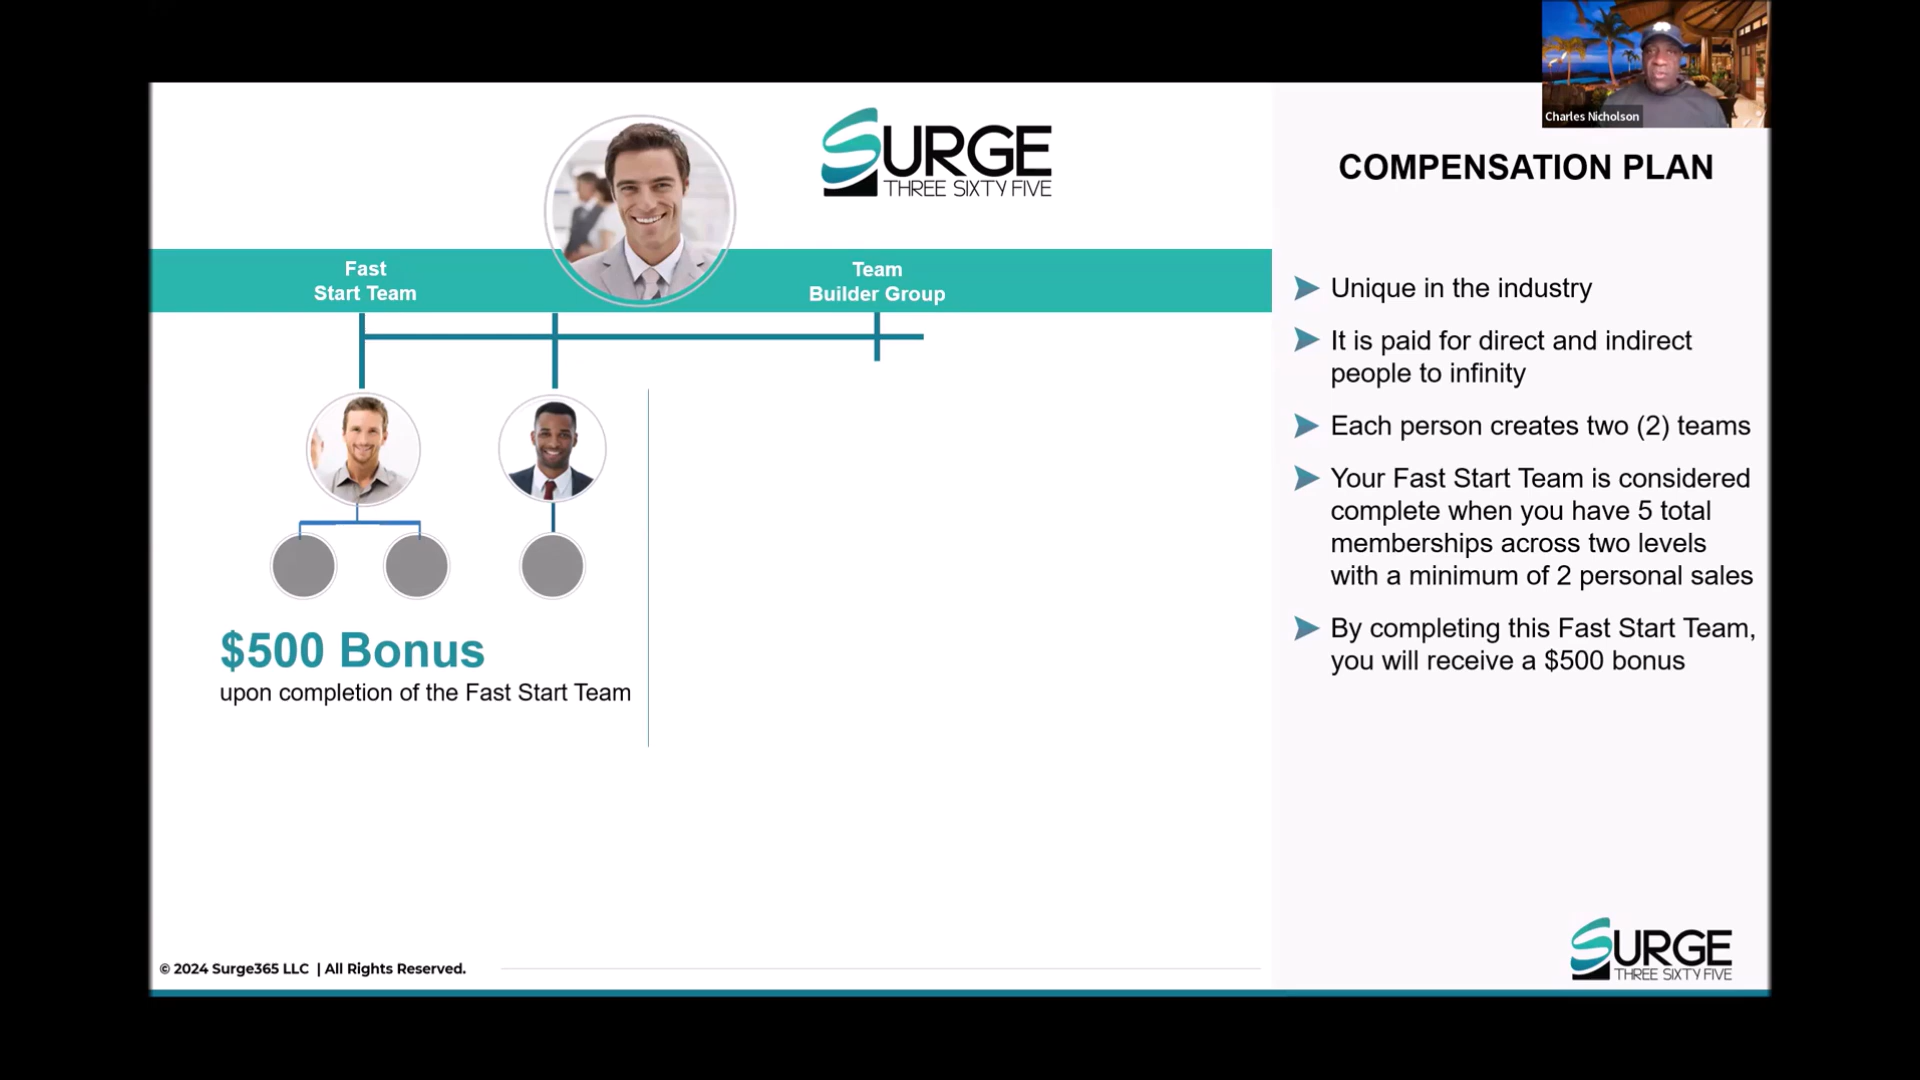 Charles Nicholson
SURGE
THREE SIXTY FIVE
COMPENSATION PLAN
Fast
Start Team
Team
Builder Group
Unique in the industry
It is paid for direct and indirect
people to infinity
Each person creates two (2) teams
Your Fast Start Team is considered
complete when you have 5 total
memberships across two levels
with a minimum of 2 personal sales
By completing this Fast Start Team,
you will receive a $500 bonus
$500 Bonus
upon completion of the Fast Start Team
© 2024 Surge365 LLC | All Rights Reserved.
SURGE
THREE SIXTY FIVE